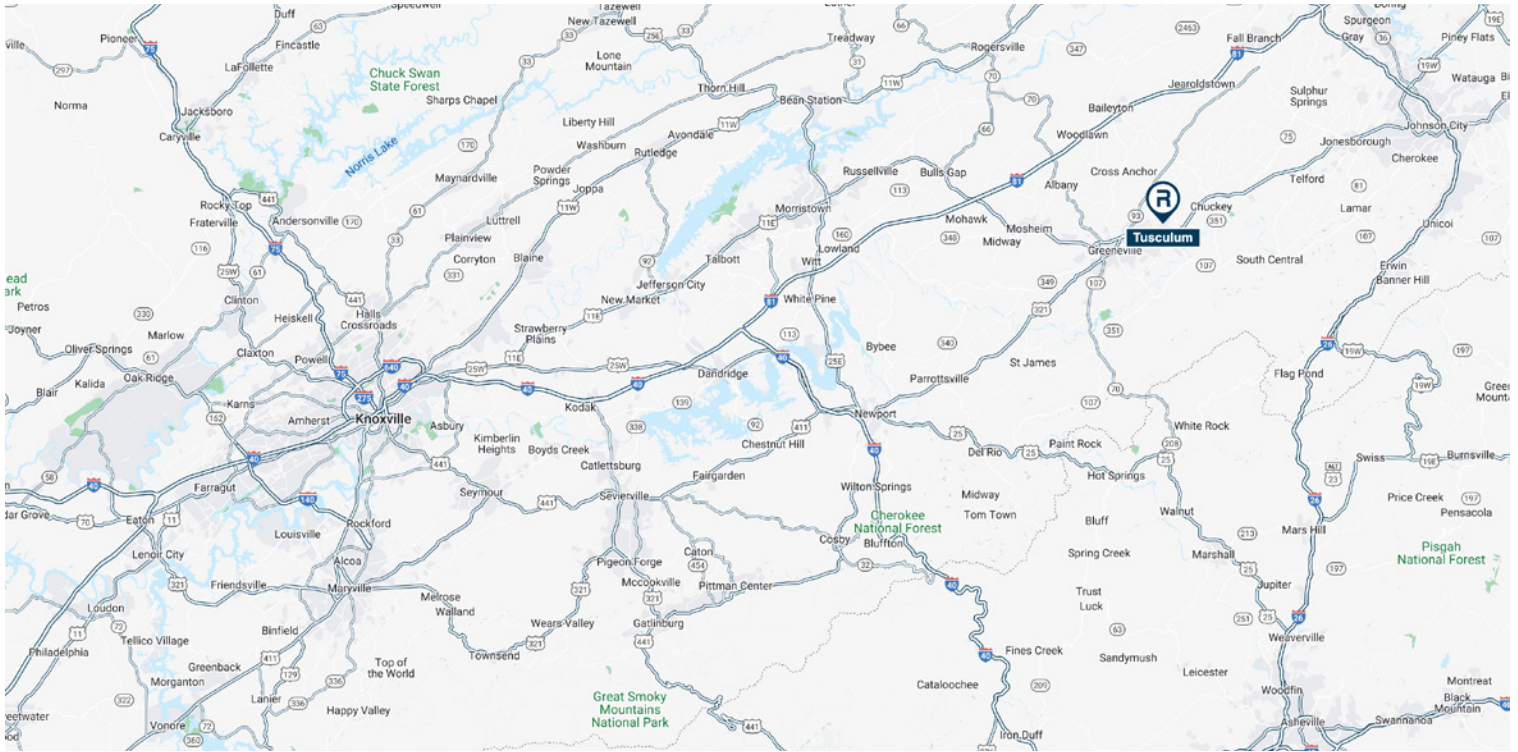 Duff
Speedwell
Tazewell
New Tazewell
Luther
Treadway
Rogersville
Fall Branch
Spurgeon
Gray
Piney Flats
Pioneer
Fincastle
LaFollette
Lone
Mountain
Chuck Swan
State Forest
Sharps Chapel
Thorn Hill
Bean Station
Baileyton
Jearoldstown
Sulphur
Springs
Watauga
Norma
Jacksboro
Caryville
Liberty Hill
Washburn
Avondale
Rutledge
Woodlawn
Johnson City
Jonesborough
Cherokee
Norris Lake
Maynardville
Powder
Springs
Joppa
Russellville
Bulls Gap
Albany
Cross Anchor
Telford
Rocky Top
Fraterville
Andersonville
Luttrell
Plainview
Corryton
Blaine
Morristown
Mohawk
Mosheim
Midway
R
Tusculum
Chuckey
Lamar
Unicoi
Talbott
Lowland
Witt
Greeneville
South Central
Erwin
Banner Hill
Petros
Joyner
Marlow
Clinton
Heiskell
Halls
Crossroads
Jefferson City
New Market
White Pine
Strawberry
Plains
Oliver Springs
Claxton
Powell
Bybee
St James
Flag Pond
Blair
Kalida
Oak Ridge
Karns
Amherst
Knoxville
Asbury
Kodak
Dandridge
Parrottsville
Newport
White Rock
Kimberlin
Heights
Boyds Creek
Chestnut Hill
Del Rio
Paint Rock
Hot Springs
Swiss
Burnsville
Catlettsburg
Fairgarden
Farragut
Seymour
Sevierville
Wilton Springs
Midway
Tom Town
Walnut
Price Creek
Pensacola
Eaton
Rockford
Louisville
Cherokee
National Forest
Bluff
Mars Hill
Lenoir City
Alcoa
Cosby
Bluffton
Spring Creek
Marshall
Pisgah
National Forest
Friendsville
Maryville
Pigeon Forge
Caton
Mccookville
Pittman Center
Jupiter
Loudon
Melrose
Walland
Wears Valley
Gatlinburg
Trust
Luck
Weaverville
Tellico Village
Binfield
Philadelphia
Greenback
Townsend
Top of
the World
Fines Creek
Sandymush
Leicester
Morganton
Lanier
Happy Valley
Great Smoky
Mountains
National Park
Cataloochee
Woodfin
Montreat
Black
Mountain
Vonore
Iron Duff
Asheville
Swannanoa